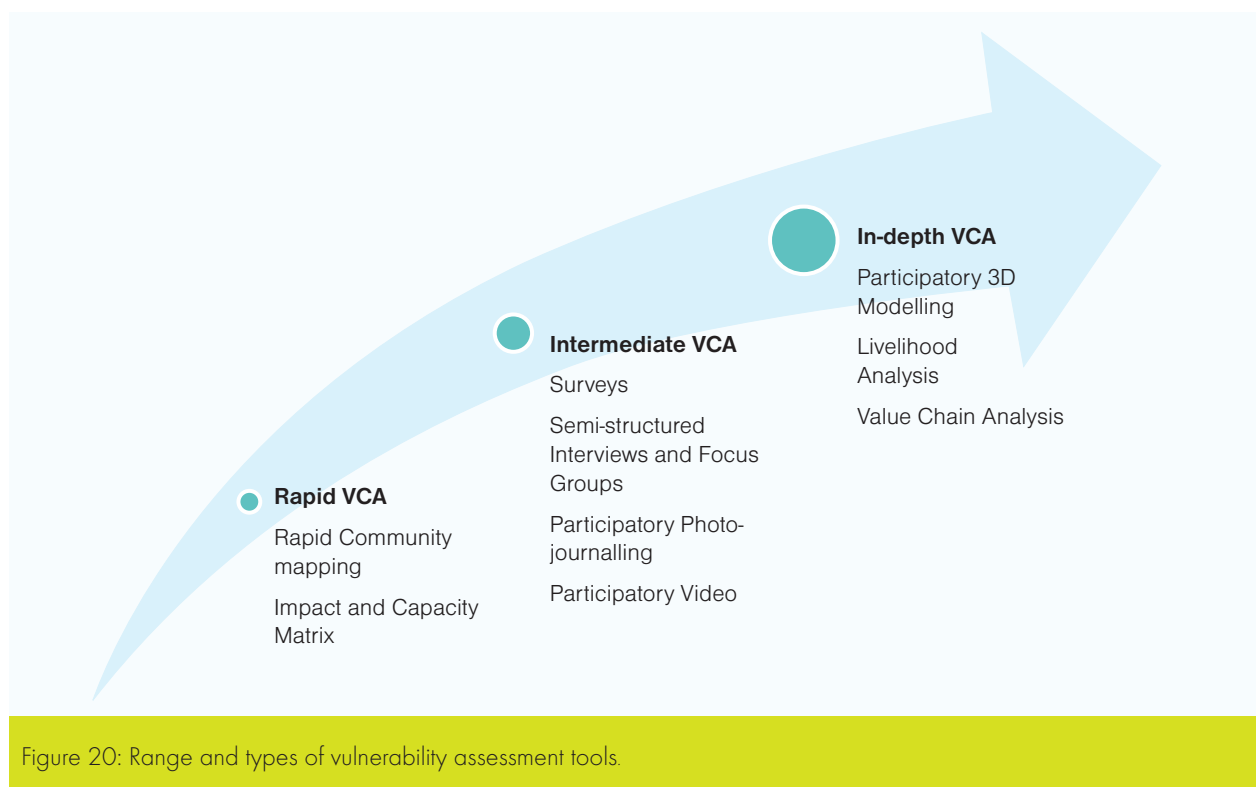 Rapid VCA
Rapid Community
mapping
Impact and Capacity
Matrix
Intermediate VCA
Surveys
Semi-structured
Interviews and Focus
Groups
Participatory Photo-
journalling
Participatory Video
In-depth VCA
Participatory 3D
Modelling
Livelihood
Analysis
Value Chain Analysis
Figure 20: Range and types of vulnerability assessment tools.